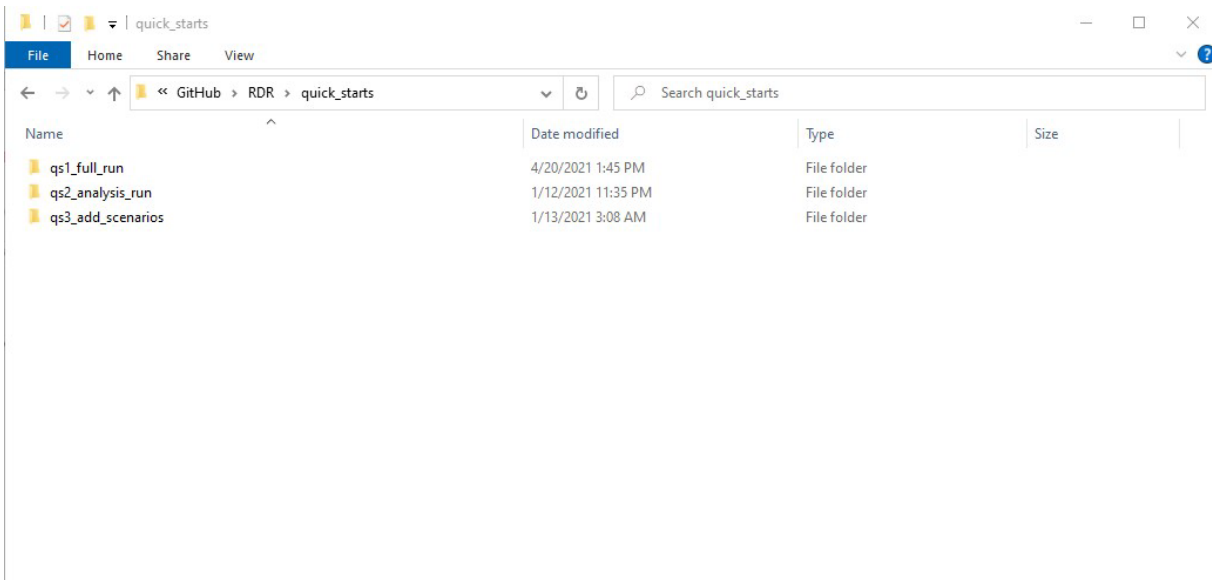 quick_starts
File Home Share View ?
« GitHub > RDR > quick_starts Search quick_starts
Name Date modified Type Size
qs1_full_run 4/20/2021 1:45 PM File folder
qs2_analysis_run 1/12/2021 11:35 PM File folder
qs3_add_scenarios 1/13/2021 3:08 AM File folder